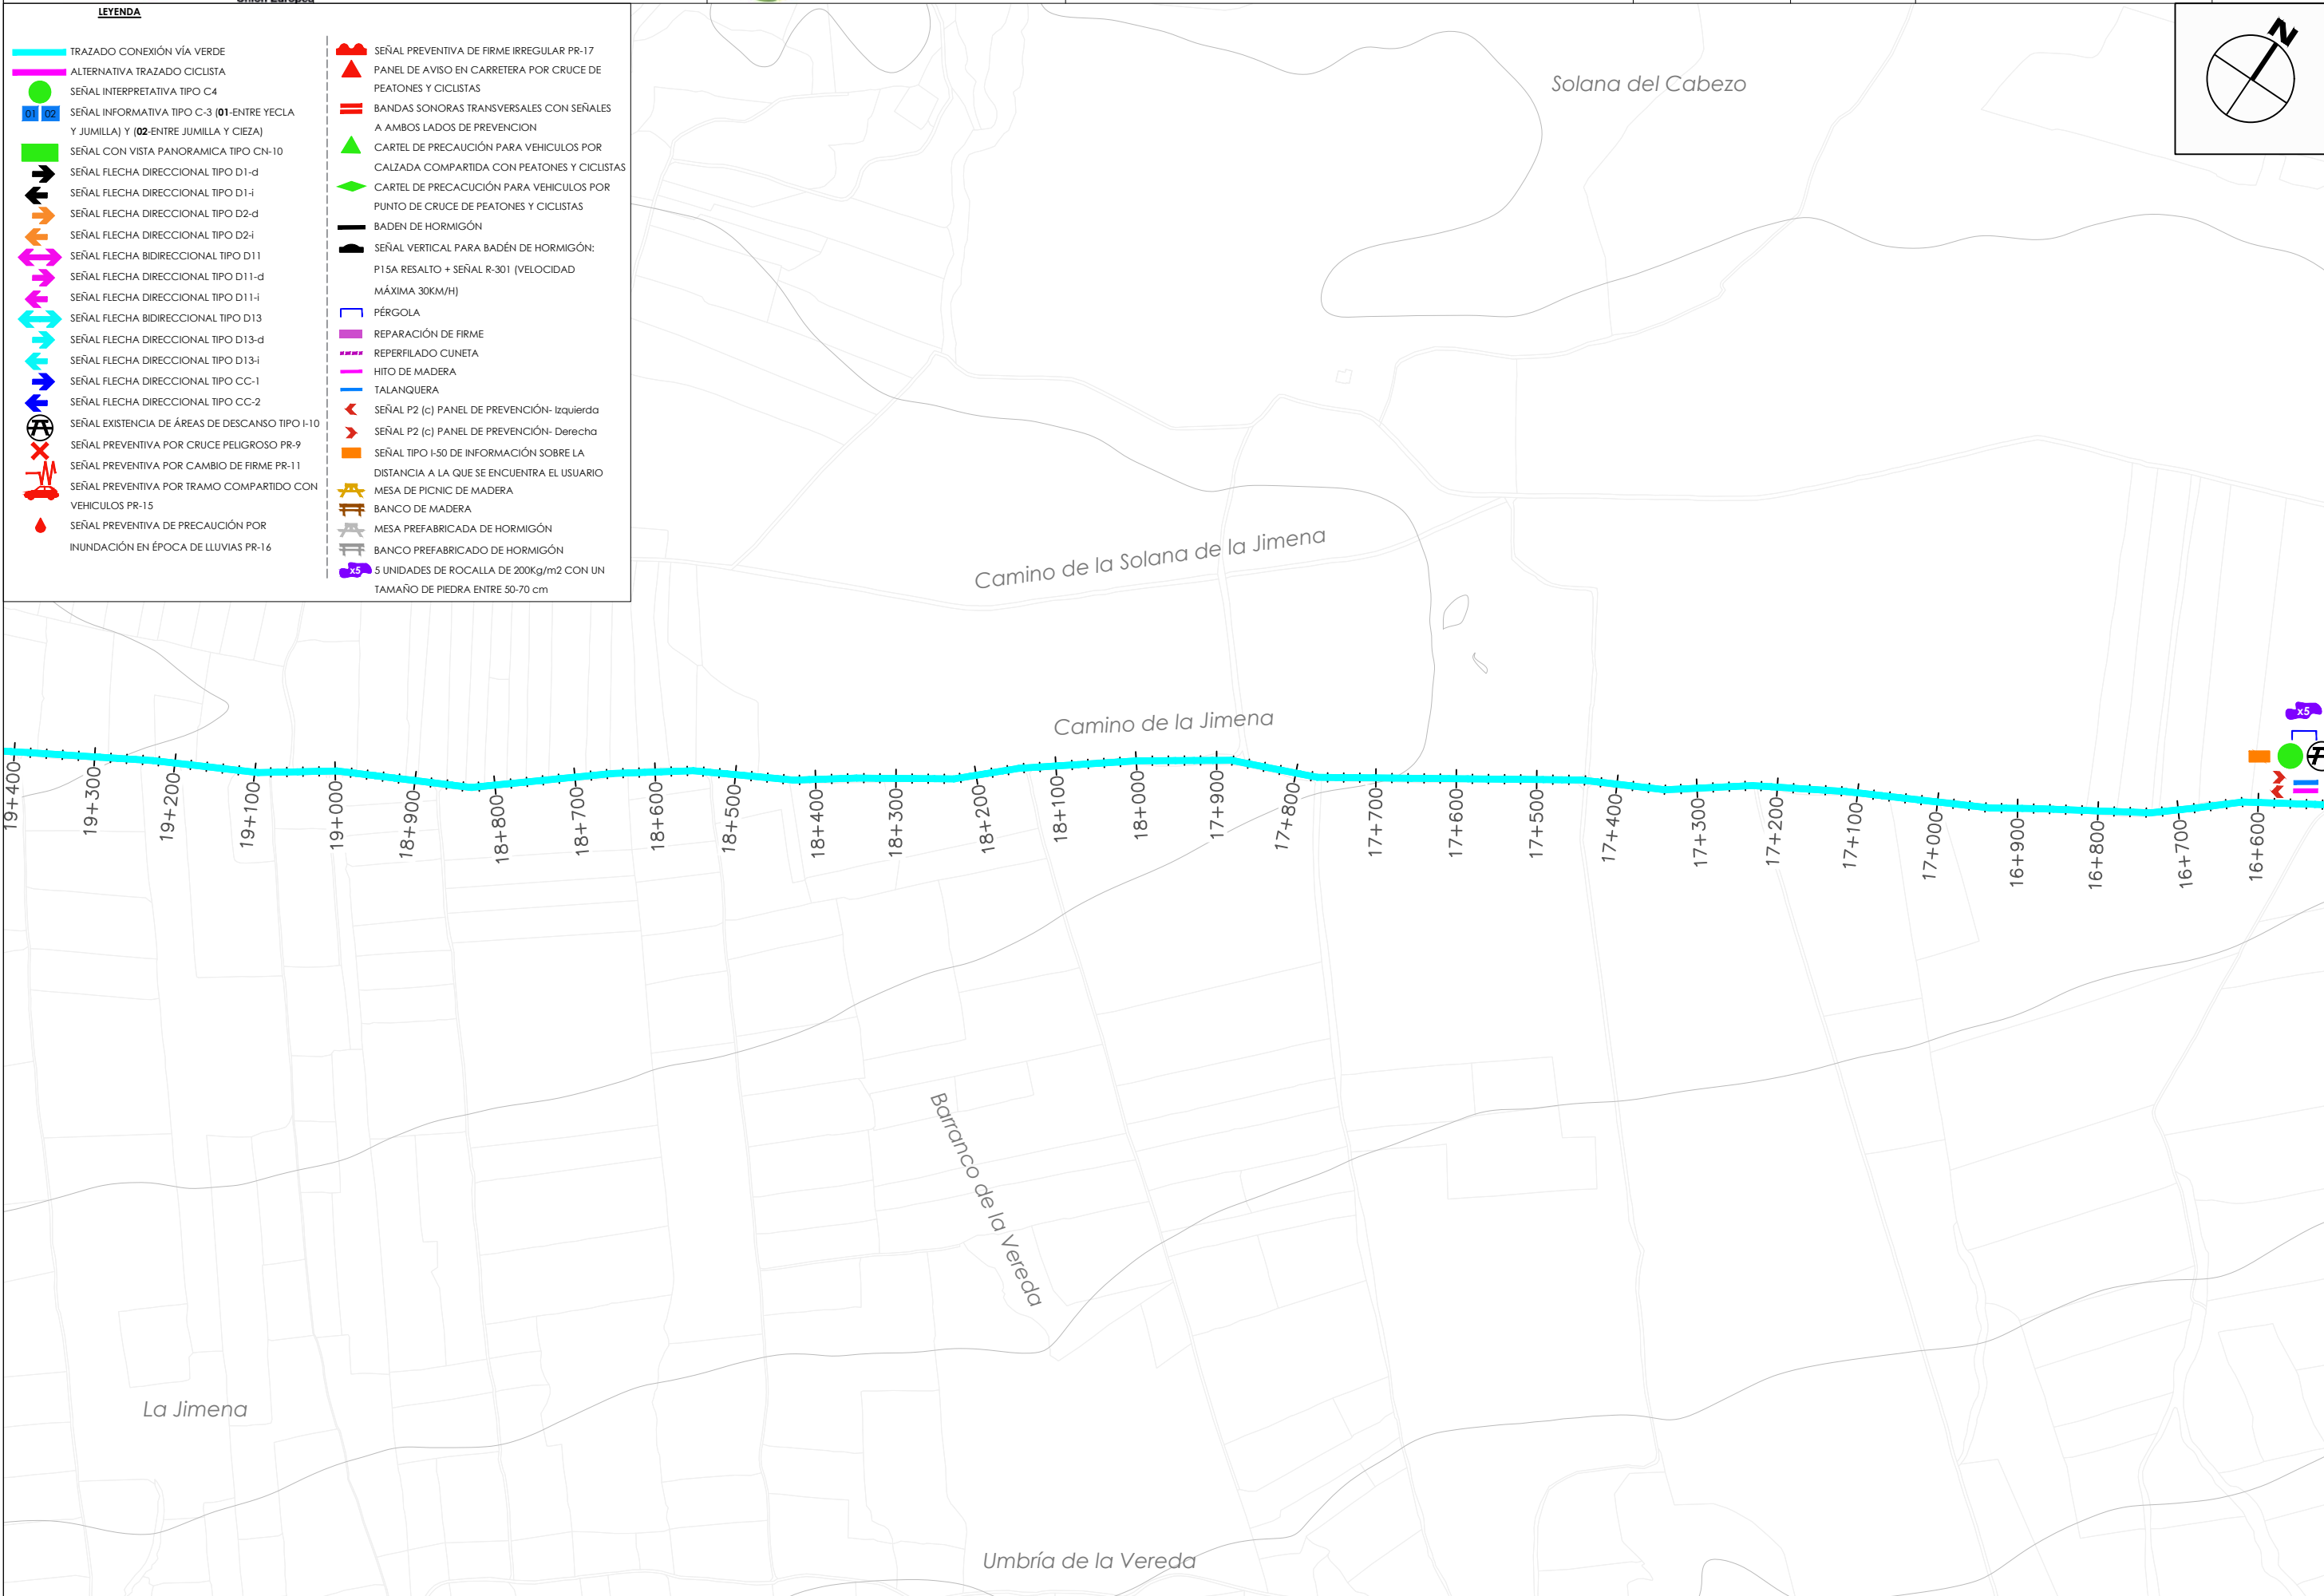 Unión Europea
LEYENDA
TRAZADO CONEXIÓN VÍA VERDE
ALTERNATIVA TRAZADO CICLISTA
SEÑAL INTERPRETATIVA TIPO C4
01 02 SEÑAL INFORMATIVA TIPO C-3 (01-ENTRE YECLA
Y JUMILLA) Y (02-ENTRE JUMILLA Y CIEZA)
SEÑAL CON VISTA PANORAMICA TIPO CN-10
SEÑAL FLECHA DIRECCIONAL TIPO D1-d
SEÑAL FLECHA DIRECCIONAL TIPO D1-i
SEÑAL FLECHA DIRECCIONAL TIPO D2-d
SEÑAL FLECHA DIRECCIONAL TIPO D2-i
SEÑAL FLECHA BIDIRECCIONAL TIPO D11
SEÑAL FLECHA DIRECCIONAL TIPO D11-d
SEÑAL FLECHA DIRECCIONAL TIPO D11-i
SEÑAL FLECHA BIDIRECCIONAL TIPO D13
SEÑAL FLECHA DIRECCIONAL TIPO D13-d
SEÑAL FLECHA DIRECCIONAL TIPO D13-i
SEÑAL FLECHA DIRECCIONAL TIPO CC-1
SEÑAL FLECHA DIRECCIONAL TIPO CC-2
SEÑAL EXISTENCIA DE ÁREAS DE DESCANSO TIPO I-10
SEÑAL PREVENTIVA POR CRUCE PELIGROSO PR-9
SEÑAL PREVENTIVA POR CAMBIO DE FIRME PR-11
SEÑAL PREVENTIVA POR TRAMO COMPARTIDO CON
VEHICULOS PR-15
SEÑAL PREVENTIVA DE PRECAUCIÓN POR
INUNDACIÓN EN ÉPOCA DE LLUVIAS PR-16
SEÑAL PREVENTIVA DE FIRME IRREGULAR PR-17
PANEL DE AVISO EN CARRETERA POR CRUCE DE
PEATONES Y CICLISTAS
BANDAS SONORAS TRANSVERSALES CON SEÑALES
A AMBOS LADOS DE PREVENCION
CARTEL DE PRECAUCIÓN PARA VEHICULOS POR
CALZADA COMPARTIDA CON PEATONES Y CICLISTAS
CARTEL DE PRECACUCIÓN PARA VEHICULOS POR
PUNTO DE CRUCE DE PEATONES Y CICLISTAS
BADEN DE HORMIGÓN
SEÑAL VERTICAL PARA BADÉN DE HORMIGÓN:
P15A RESALTO + SEÑAL R-301 (VELOCIDAD
MÁXIMA 30KM/H)
PÉRGOLA
REPARACIÓN DE FIRME
REPERFILADO CUNETA
HITO DE MADERA
TALANQUERA
SEÑAL P2 (c) PANEL DE PREVENCIÓN- Izquierda
SEÑAL P2 (c) PANEL DE PREVENCIÓN- Derecha
SEÑAL TIPO I-50 DE INFORMACIÓN SOBRE LA
DISTANCIA A LA QUE SE ENCUENTRA EL USUARIO
MESA DE PICNIC DE MADERA
BANCO DE MADERA
MESA PREFABRICADA DE HORMIGÓN
BANCO PREFABRICADO DE HORMIGÓN
x5 5 UNIDADES DE ROCALLA DE 200Kg/m2 CON UN
TAMAÑO DE PIEDRA ENTRE 50-70 cm
N
Solana del Cabezo
Camino de la Solana de la Jimena
Camino de la Jimena
x5
19+400
19+300
19+200
19+100
19+000
18+900
18+800
18+700
18+600
18+500
18+400
18+300
18+200
18+100
18+000
17+900
17+800
17+700
17+600
17+500
17+400
17+300
17+200
17+100
17+000
16+900
16+800
16+700
16+600
Barranco de la Vereda
La Jimena
Umbría de la Vereda